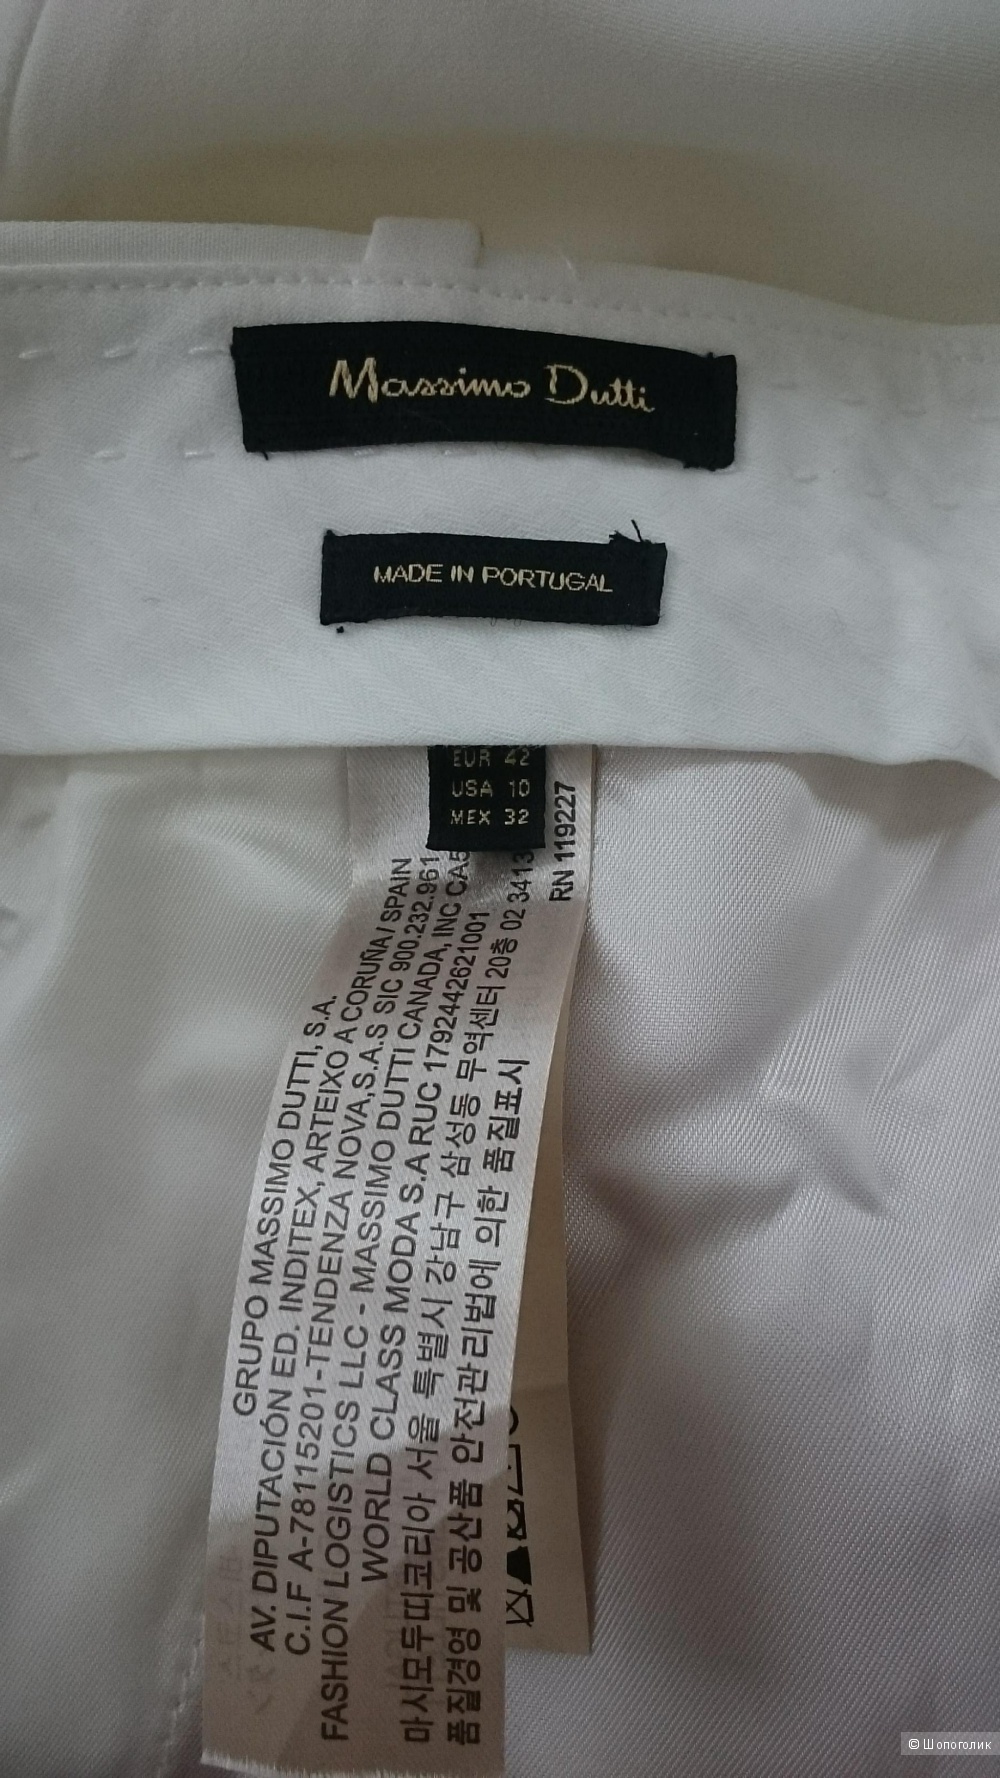 Massimo Dutti
MADE IN PORTUGAL
EUR 42
USA 10
MEX 32
RN 119227
GRUPO MASSIMO DUTTI, S.A.
AV. DIPUTACIÓN ED. INDITEX, ARTEIXO A CORUÑA / SPAIN
C.I.F A-78115201-TENDENZA NOVA,S.A.S SIC 900.232.961
FASHION LOGISTICS LLC - MASSIMO DUTTI CANADA, INC CA5
WORLD CLASS MODA S.A RUC 1792442621001
마시모두띠코리아 서울 특별시 강남구 삼성동 무역센터 20층 02 3413
품질경영 및 공산품 안전관리법에 의한 품질표시
© Шопоголик